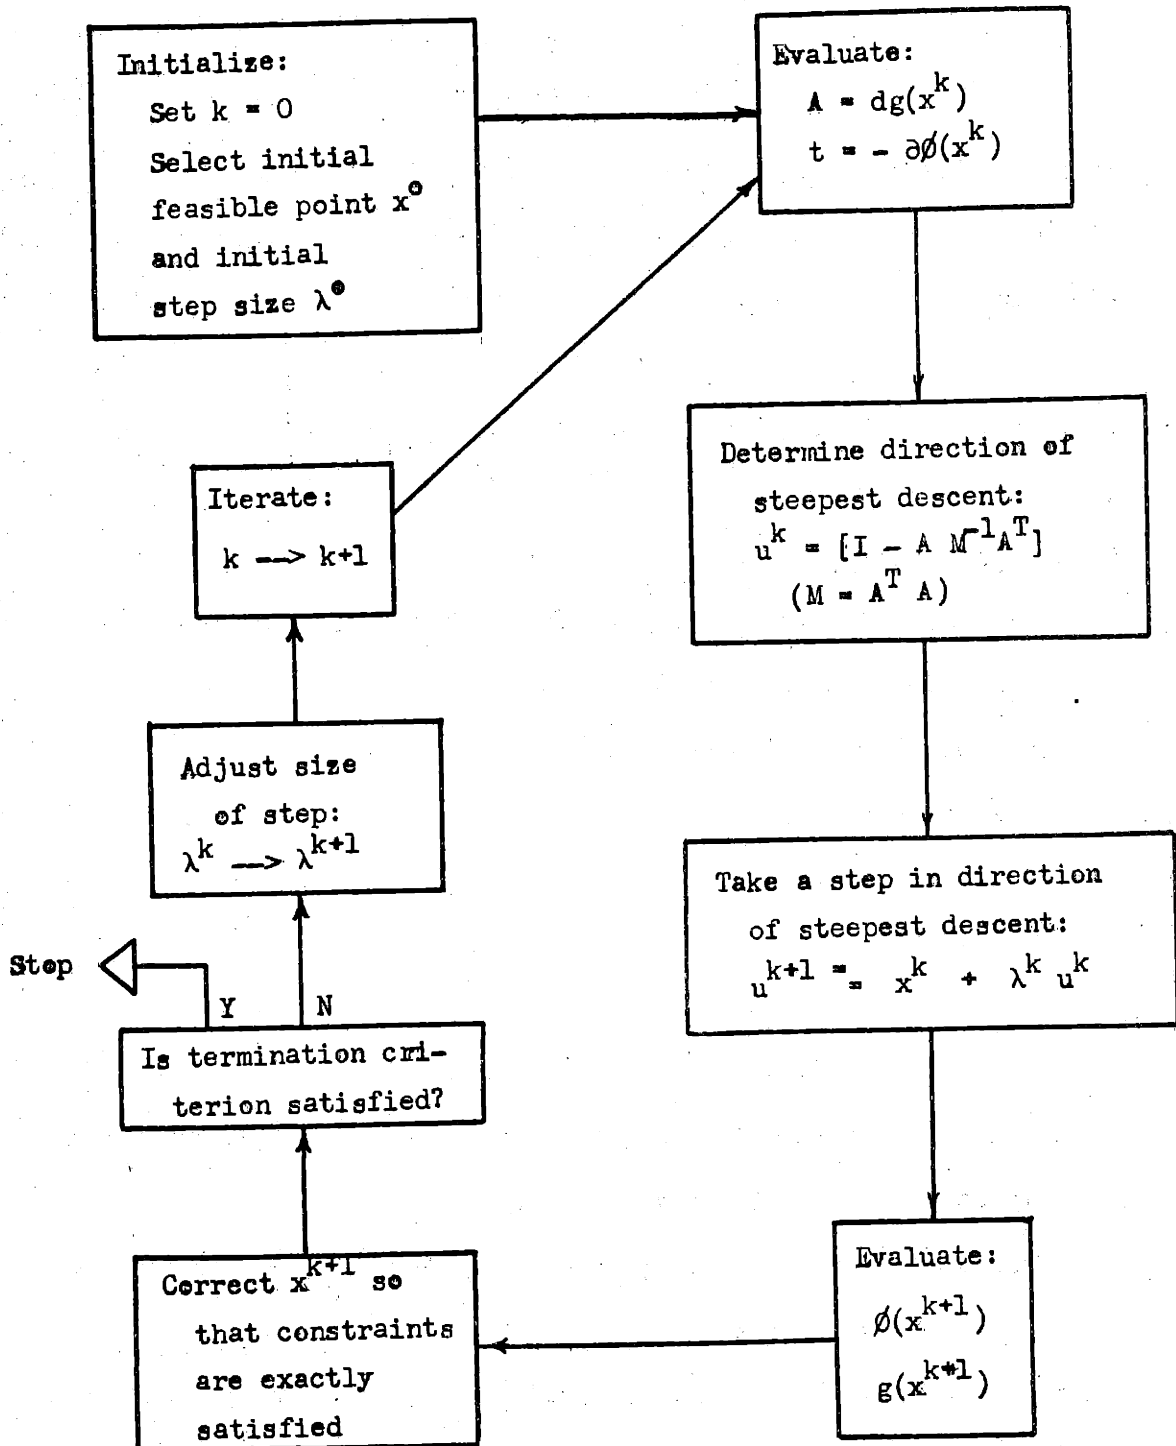 Initialize:
Set k = 0
Select initial
feasible point x⁰
and initial
step size λ⁰
Evaluate:
A = dg(x^k)
t = - ∂Ø(x^k)
Determine direction of
steepest descent:
u^k = [I - A M^-1 A^T]
(M = A^T A)
Take a step in direction
of steepest descent:
u^k+1 == x^k + λ^k u^k
Evaluate:
Ø(x^k+1)
g(x^k+1)
Correct x^k+1 so
that constraints
are exactly
satisfied
Is termination cri-
terion satisfied?
Y
N
Stop
Adjust size
of step:
λ^k --> λ^k+1
Iterate:
k --> k+1